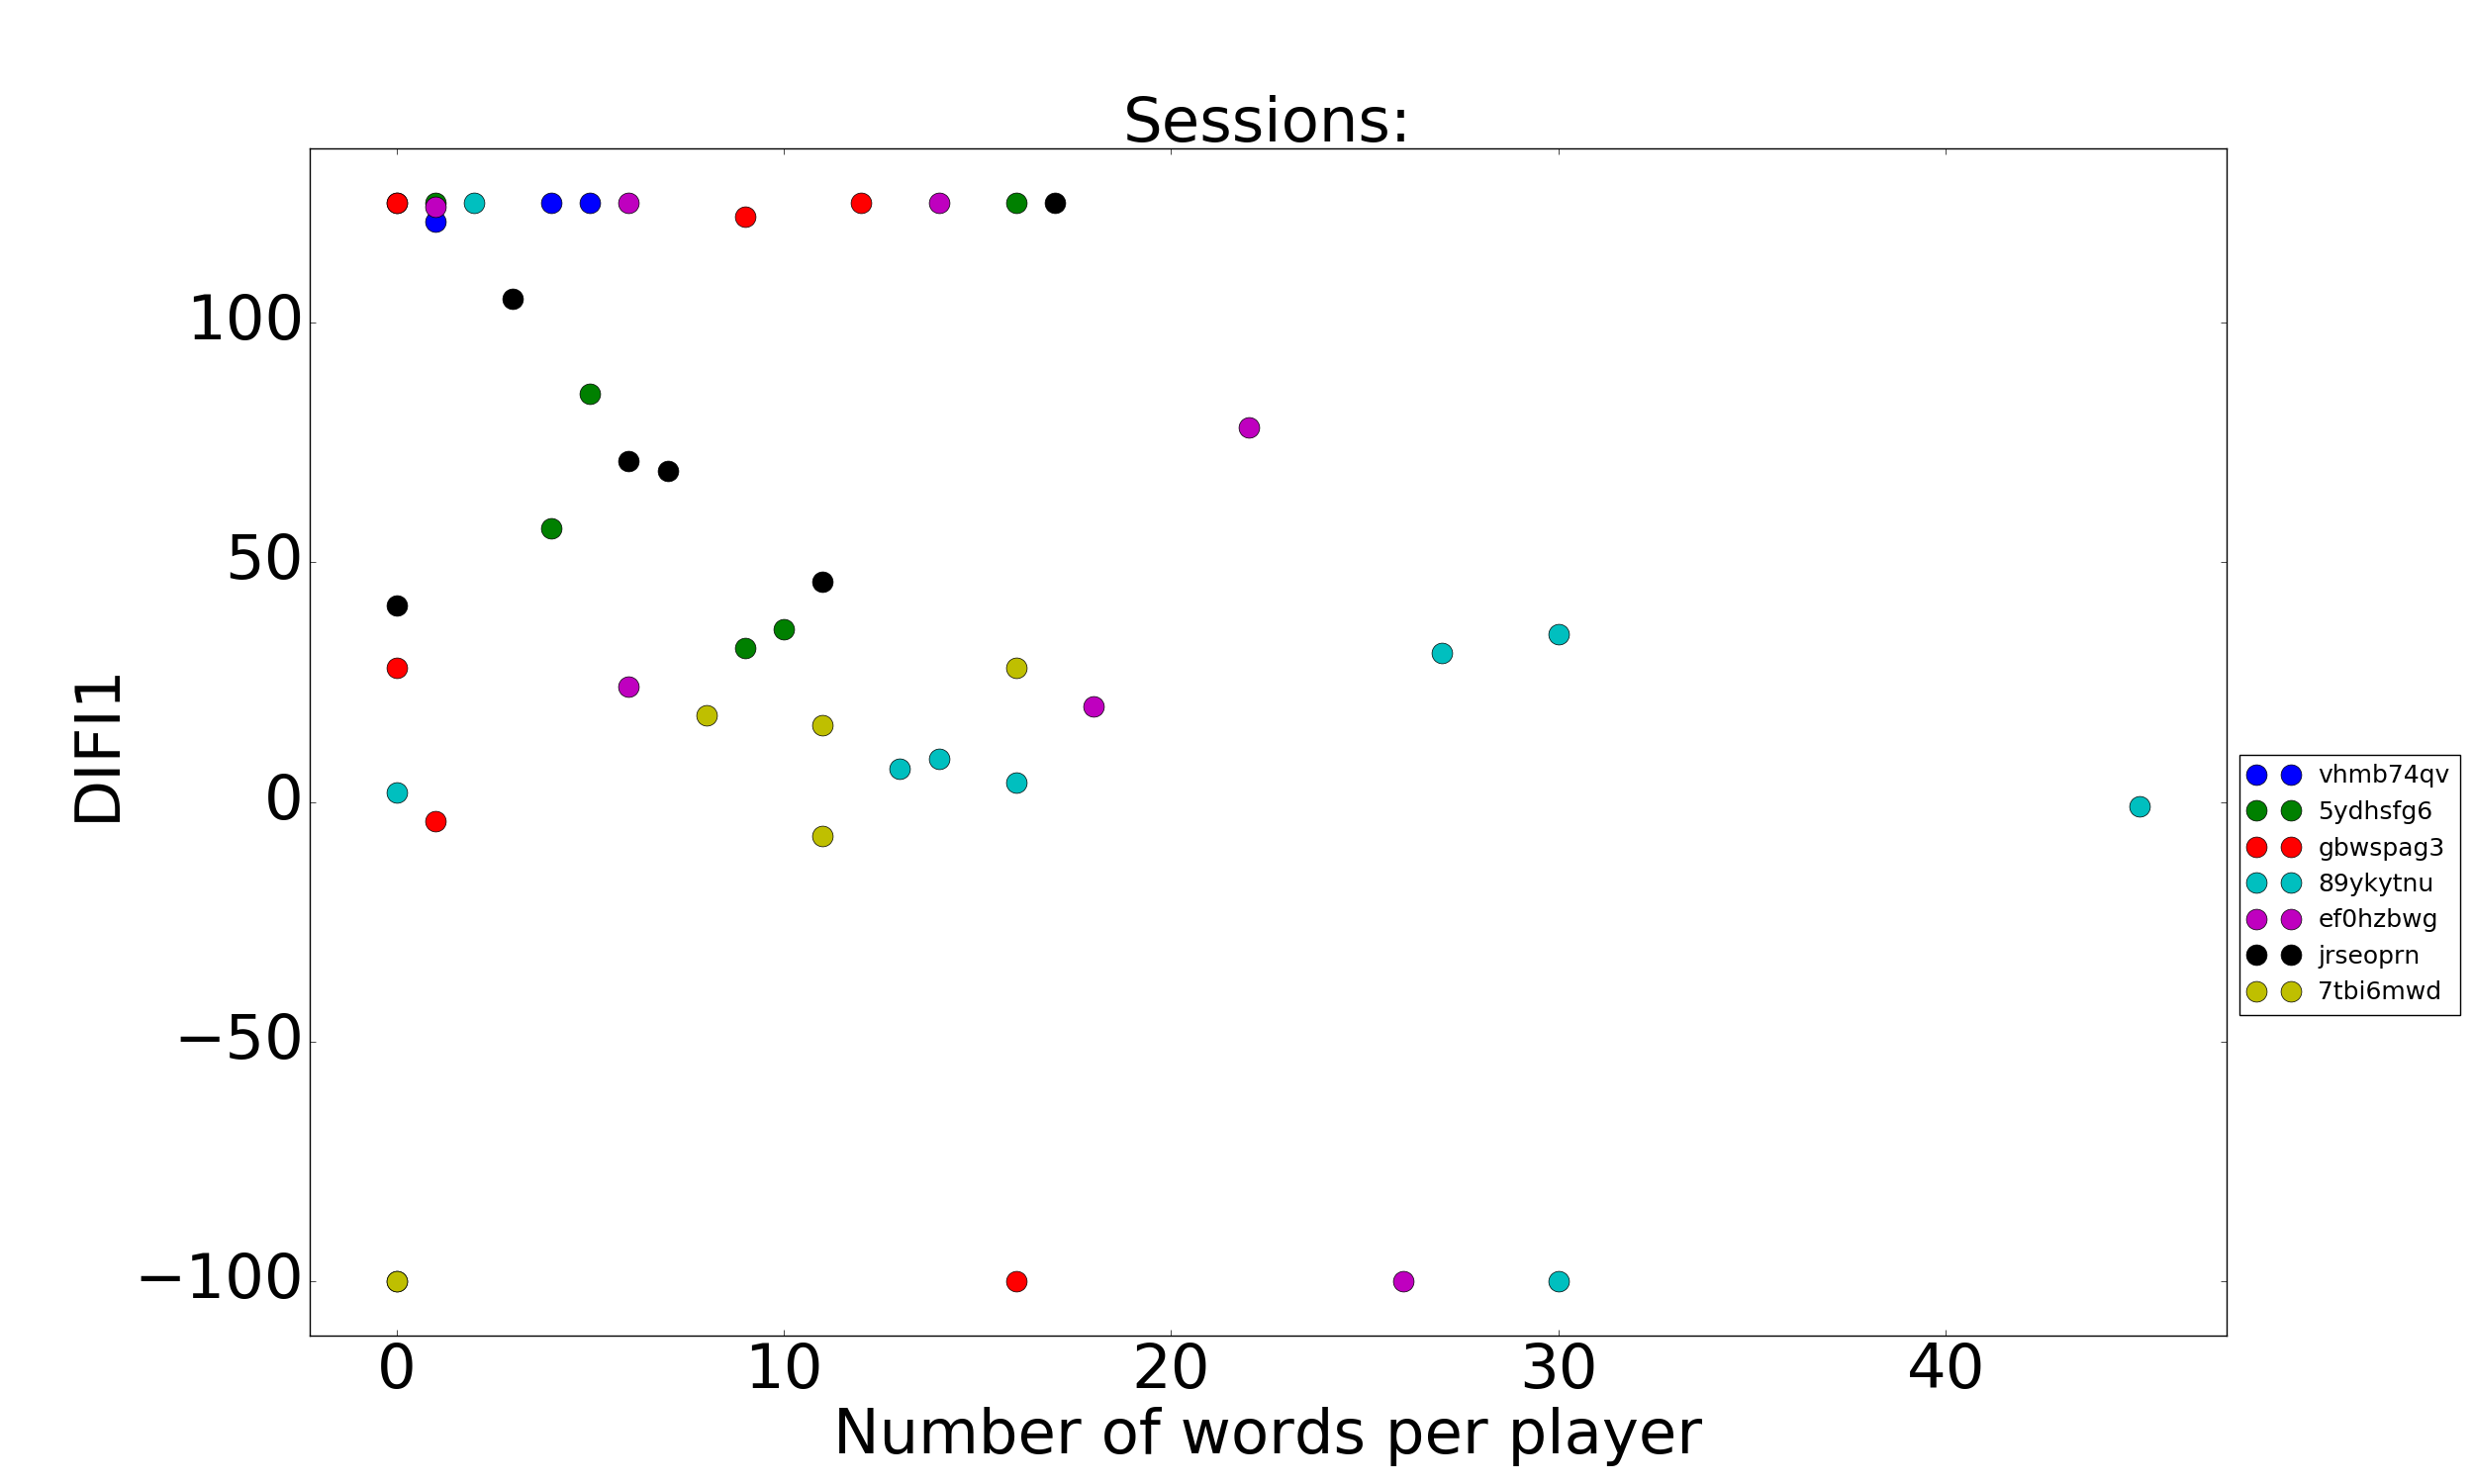 Sessions:
100
50
0
−50
−100
DIFI1
0 10 20 30 40
Number of words per player
vhmb74qv
5ydhsfg6
gbwspag3
89ykytnu
ef0hzbwg
jrseoprn
7tbi6mwd